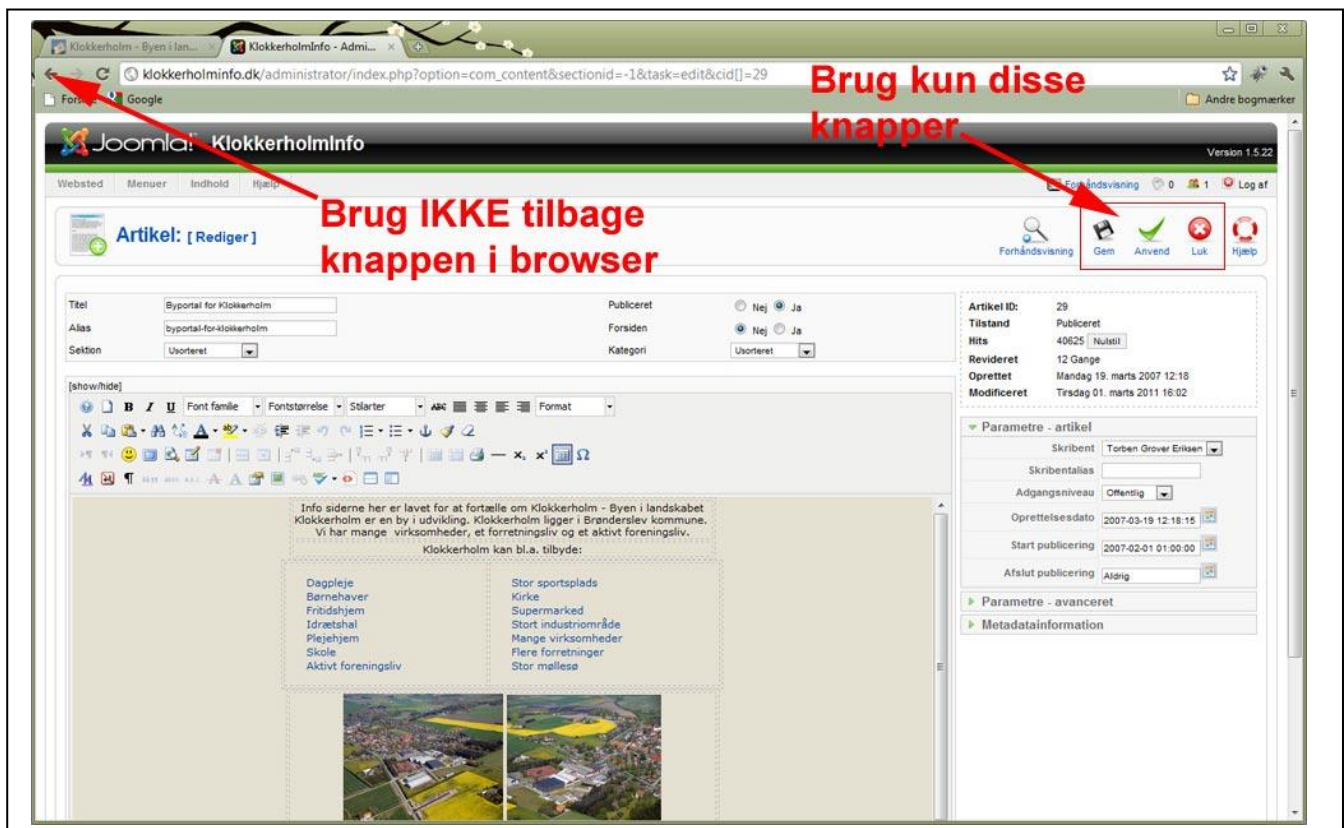 Klokkerholm - Byen i lan...
KlokkerholmInfo - Admi...
klokkerholminfo.dk/administrator/index.php?option=com_content&sectionid=-1&task=edit&cid[]=29
Google
Andre bogmærker
Brug kun disse
knapper
Joomla! KlokkerholmInfo
Version 1.5.22
Websted Menuer Indhold Hjælp
Forhåndsvisning 0 1 Log af
Brug IKKE tilbage
knappen i browser
Artikel: [ Rediger ]
Forhåndsvisning Gem Anvend Luk Hjælp
Titel Byportal for Klokkerholm Publiceret Nej Ja
Alias byportal-for-klokkerholm Forsiden Nej Ja
Sektion Usorteret Kategori Usorteret
Artikel ID: 29
Tilstand Publiceret
Hits 40625 Nulstil
Revideret 12 Gange
Oprettet Mandag 19. marts 2007 12:18
Modificeret Tirsdag 01. marts 2011 16:02
[show/hide]
B I U Font familie Fontstørrelse Stilarter ABC Format
Parametre - artikel
Skribent Torben Grover Eriksen
Skribentalias
Adgangsniveau Offentlig
Oprettelsesdato 2007-03-19 12:18:15
Start publicering 2007-02-01 01:00:00
Afslut publicering Aldrig
Parametre - avanceret
Metadatainformation
Info siderne her er lavet for at fortælle om Klokkerholm - Byen i landskabet
Klokkerholm er en by i udvikling. Klokkerholm ligger i Brønderslev kommune.
Vi har mange virksomheder, et forretningsliv og et aktivt foreningsliv.
Klokkerholm kan bl.a. tilbyde:
Dagpleje
Børnehaver
Fritidshjem
Idrætshal
Plejehjem
Skole
Aktivt foreningsliv
Stor sportsplads
Kirke
Supermarked
Stort industriområde
Mange virksomheder
Flere forretninger
Stor møllesø